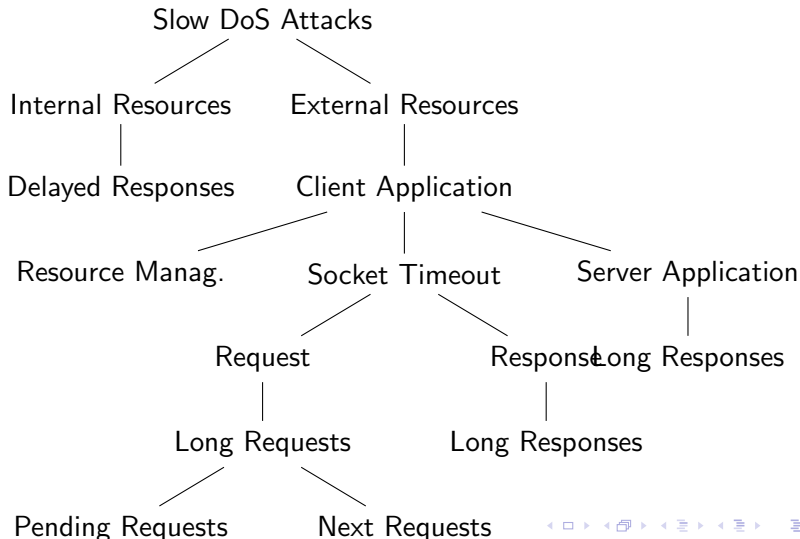 Slow DoS Attacks
Internal Resources External Resources
Delayed Responses Client Application
Resource Manag. Socket Timeout Server Application
Request Response Long Responses
Long Requests Long Responses
Pending Requests Next Requests